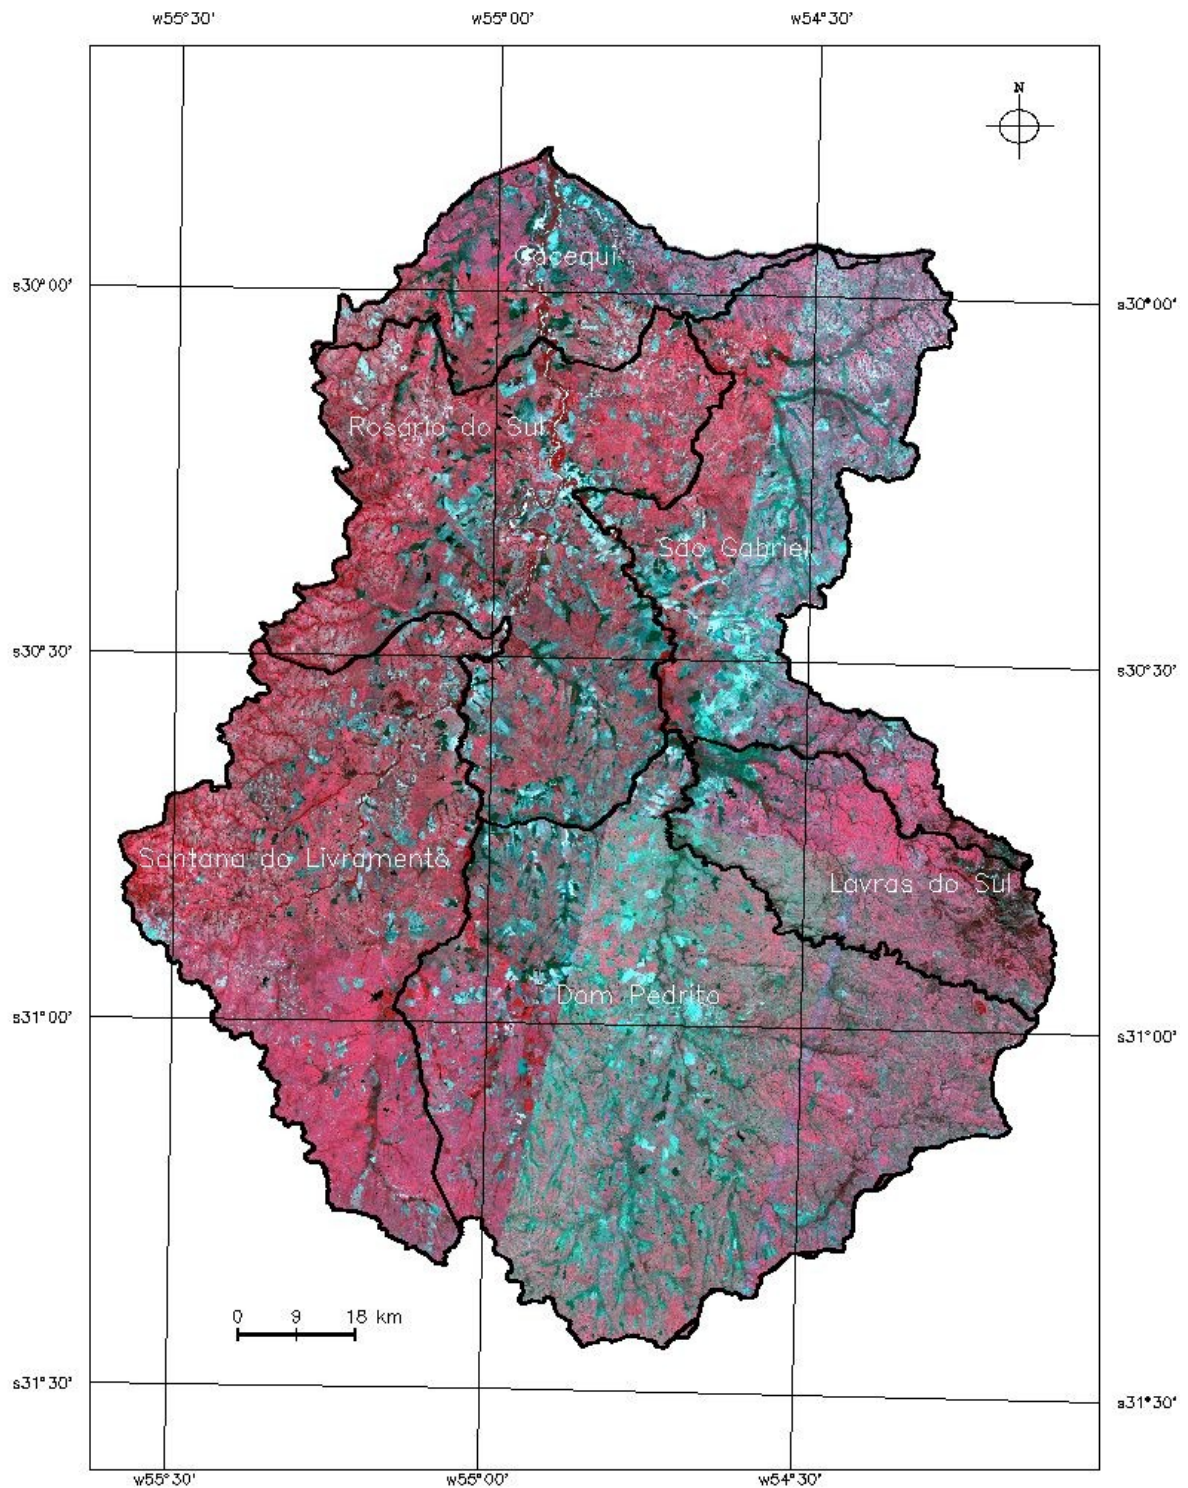 w55°30' w55°00' w54°30'
N
Cacequi
s30°00' s30°00'
Rosario do Sul
São Gabriel
s30°30' s30°30'
Santana do Livramento
Lavras do Sul
Dom Pedrito
s31°00' s31°00'
0 9 18 km
s31°30' s31°30'
w55°30' w55°00' w54°30'